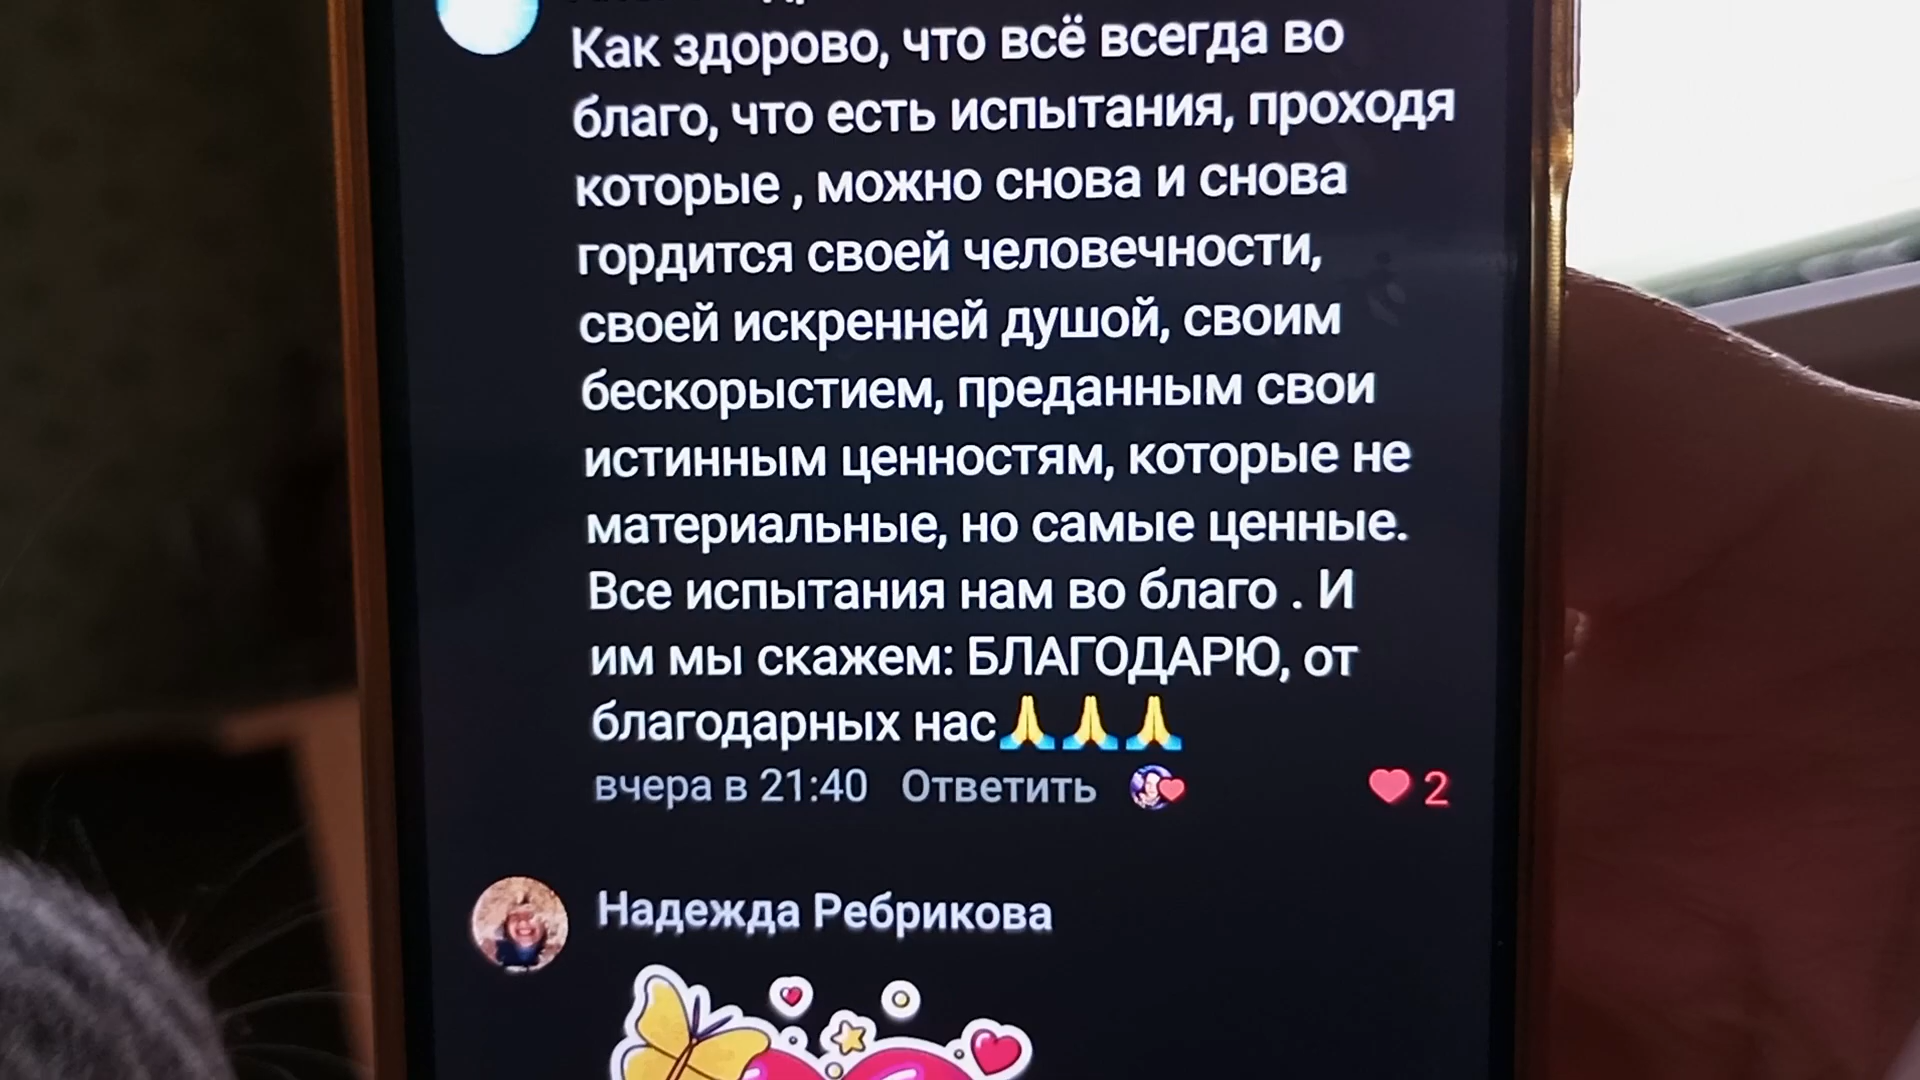 Как здорово, что всё всегда во
благо, что есть испытания, проходя
которые , можно снова и снова
гордится своей человечности,
своей искренней душой, своим
бескорыстием, преданным свои
истинным ценностям, которые не
материальные, но самые ценные.
Все испытания нам во благо . И
им мы скажем: БЛАГОДАРЮ, от
благодарных нас🙏🙏🙏
вчера в 21:40 Ответить ❤ 2
Надежда Ребрикова